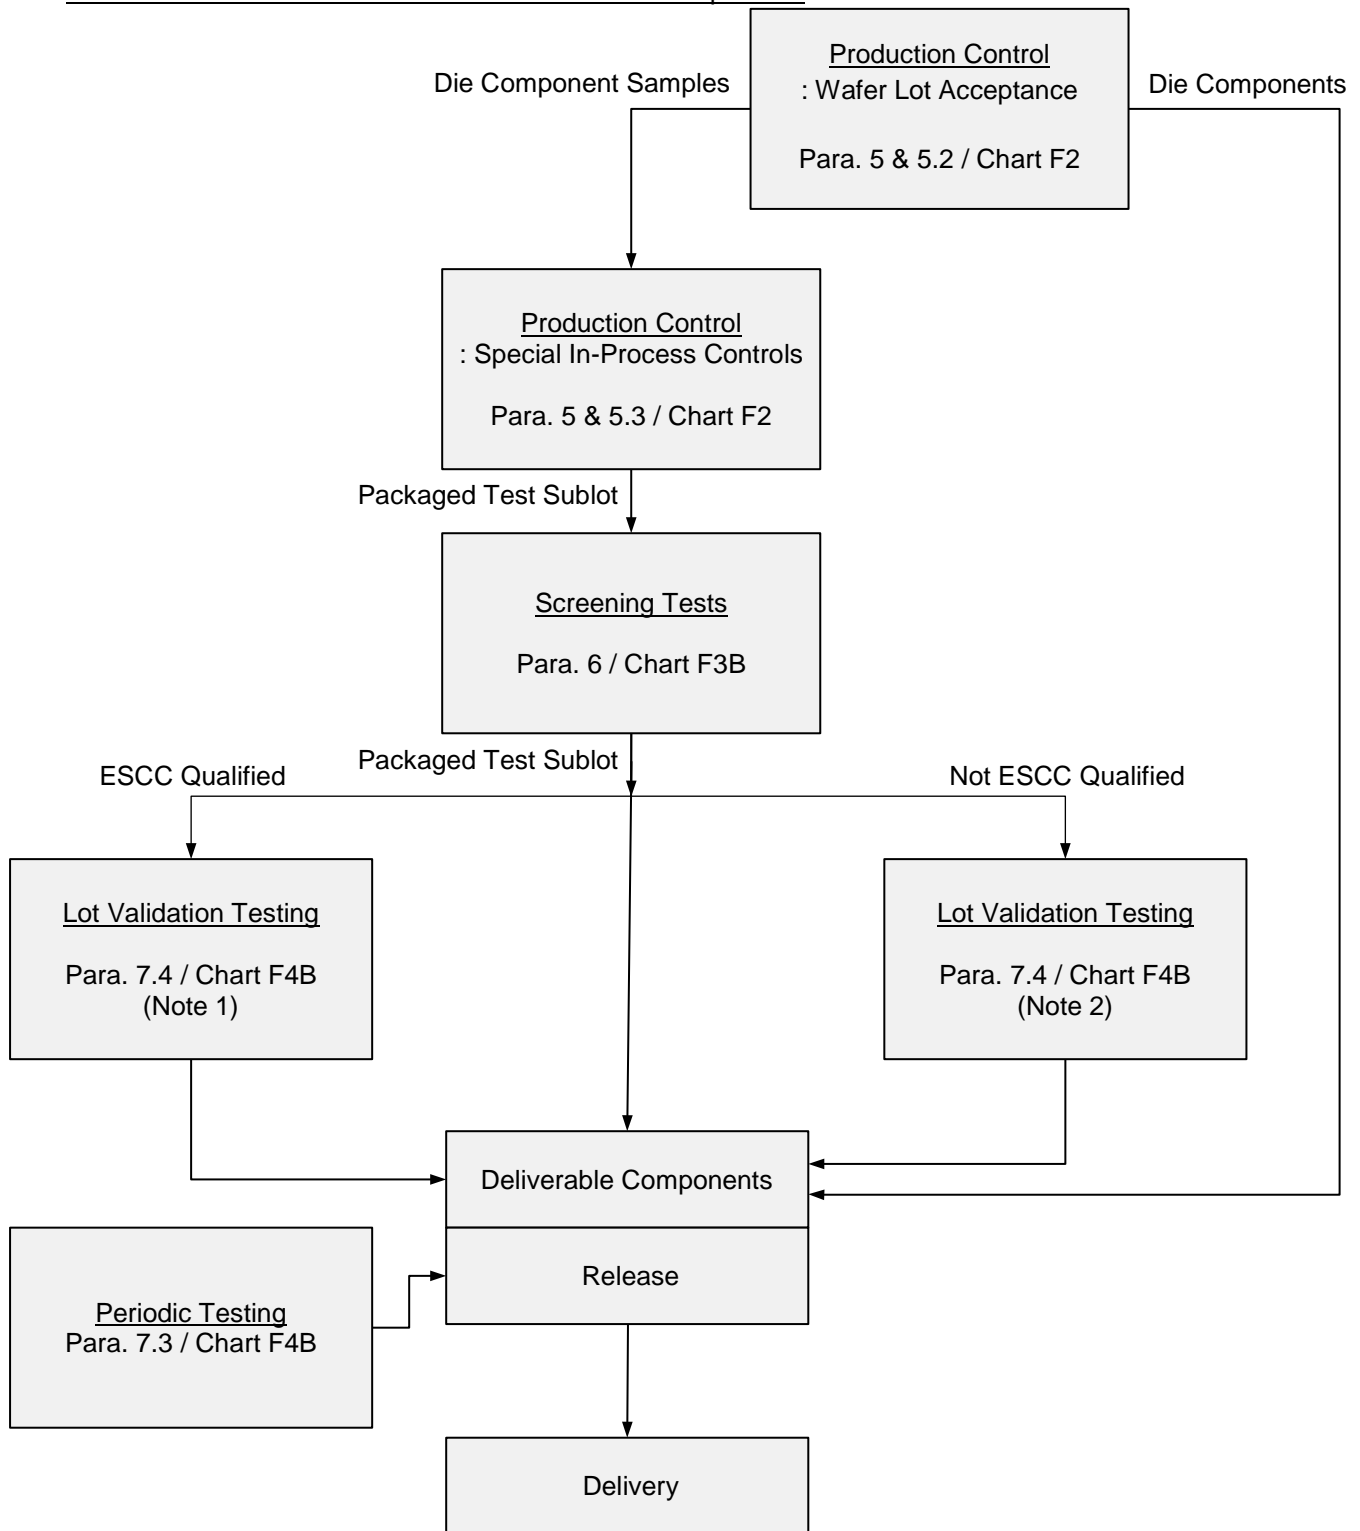 Production Control
: Wafer Lot Acceptance
Para. 5 & 5.2 / Chart F2
Die Component Samples
Die Components
Production Control
: Special In-Process Controls
Para. 5 & 5.3 / Chart F2
Packaged Test Sublot
Screening Tests
Para. 6 / Chart F3B
Packaged Test Sublot
ESCC Qualified
Not ESCC Qualified
Lot Validation Testing
Para. 7.4 / Chart F4B
(Note 1)
Lot Validation Testing
Para. 7.4 / Chart F4B
(Note 2)
Deliverable Components
Release
Periodic Testing
Para. 7.3 / Chart F4B
Delivery